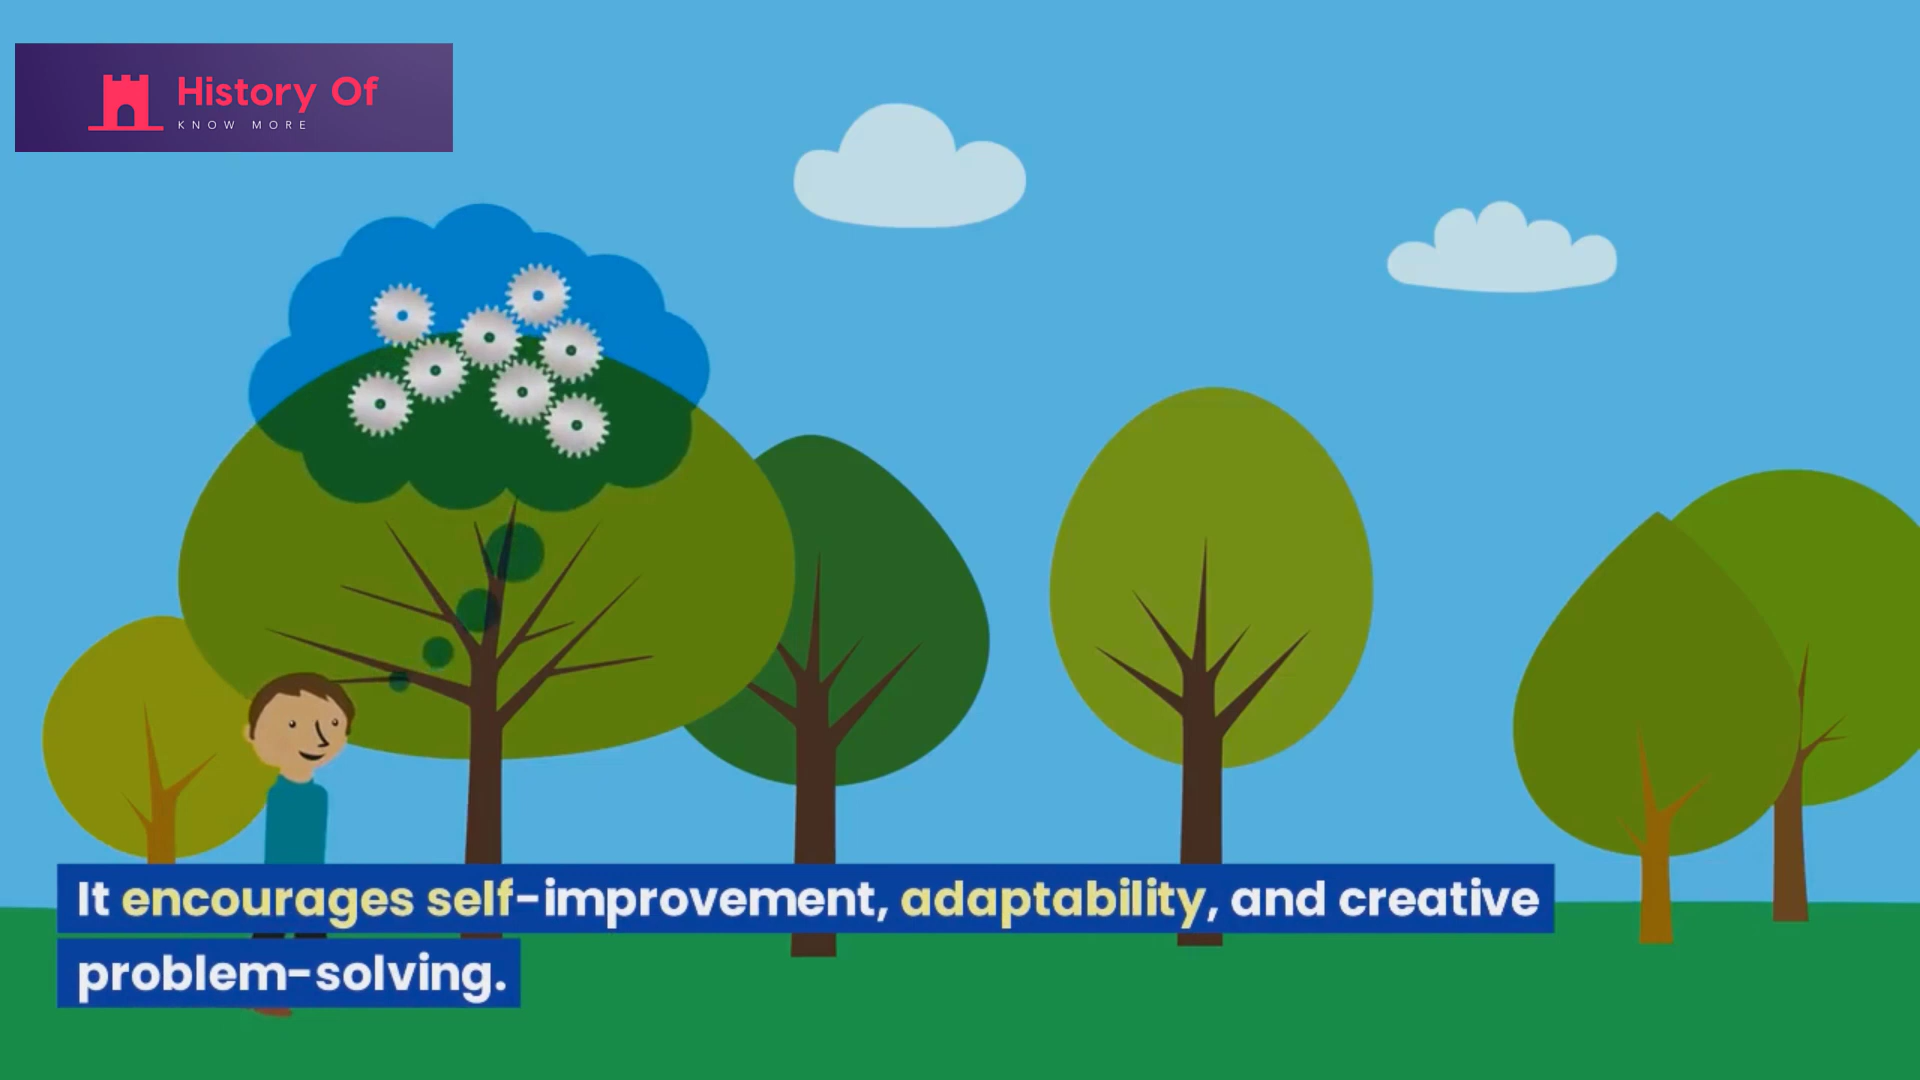 History Of
KNOW MORE
It encourages self-improvement, adaptability, and creative
problem-solving.